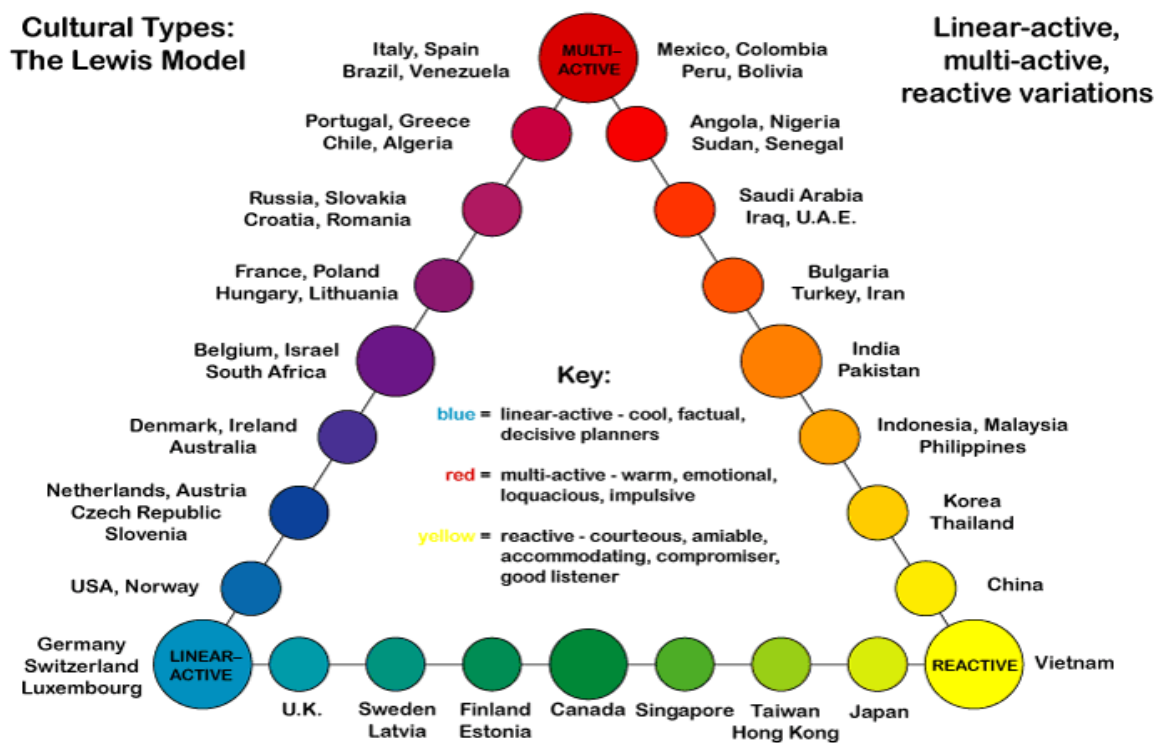 Cultural Types:
The Lewis Model
Linear-active,
multi-active,
reactive variations
MULTI–
ACTIVE
Italy, Spain
Brazil, Venezuela
Mexico, Colombia
Peru, Bolivia
Portugal, Greece
Chile, Algeria
Angola, Nigeria
Sudan, Senegal
Russia, Slovakia
Croatia, Romania
Saudi Arabia
Iraq, U.A.E.
France, Poland
Hungary, Lithuania
Bulgaria
Turkey, Iran
Belgium, Israel
South Africa
India
Pakistan
Key:
blue = linear-active - cool, factual,
decisive planners
red = multi-active - warm, emotional,
loquacious, impulsive
yellow = reactive - courteous, amiable,
accommodating, compromiser,
good listener
Denmark, Ireland
Australia
Indonesia, Malaysia
Philippines
Netherlands, Austria
Czech Republic
Slovenia
Korea
Thailand
USA, Norway
China
Germany
Switzerland
Luxembourg
LINEAR–
ACTIVE
REACTIVE
Vietnam
U.K.
Sweden
Latvia
Finland
Estonia
Canada
Singapore
Taiwan
Hong Kong
Japan